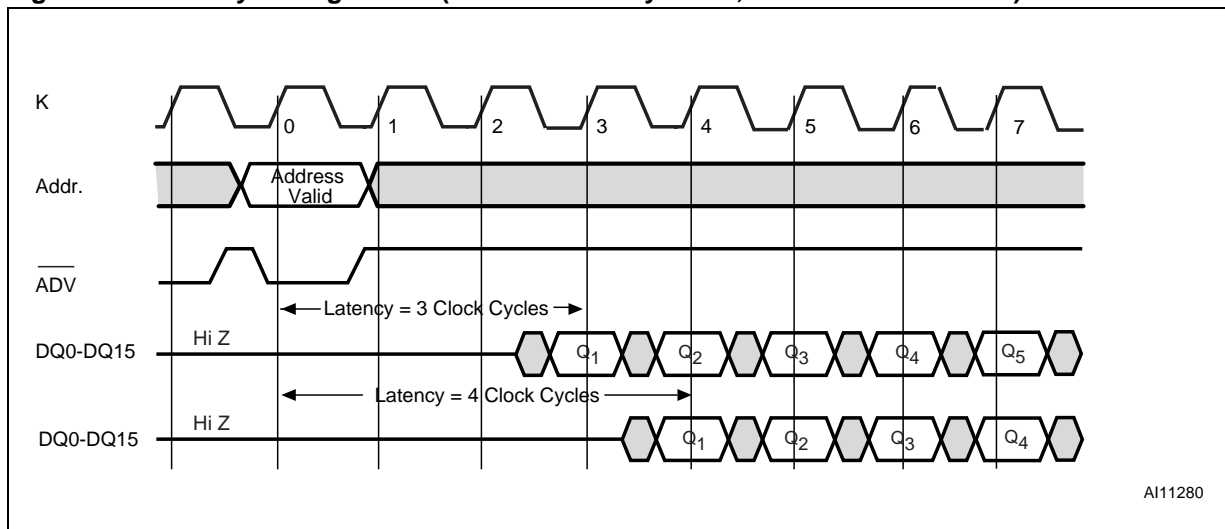 K
0 1 2 3 4 5 6 7
Addr.
Address
Valid
ADV
Latency = 3 Clock Cycles
DQ0-DQ15 Hi Z Q1 Q2 Q3 Q4 Q5
Latency = 4 Clock Cycles
DQ0-DQ15 Hi Z Q1 Q2 Q3 Q4
AI11280